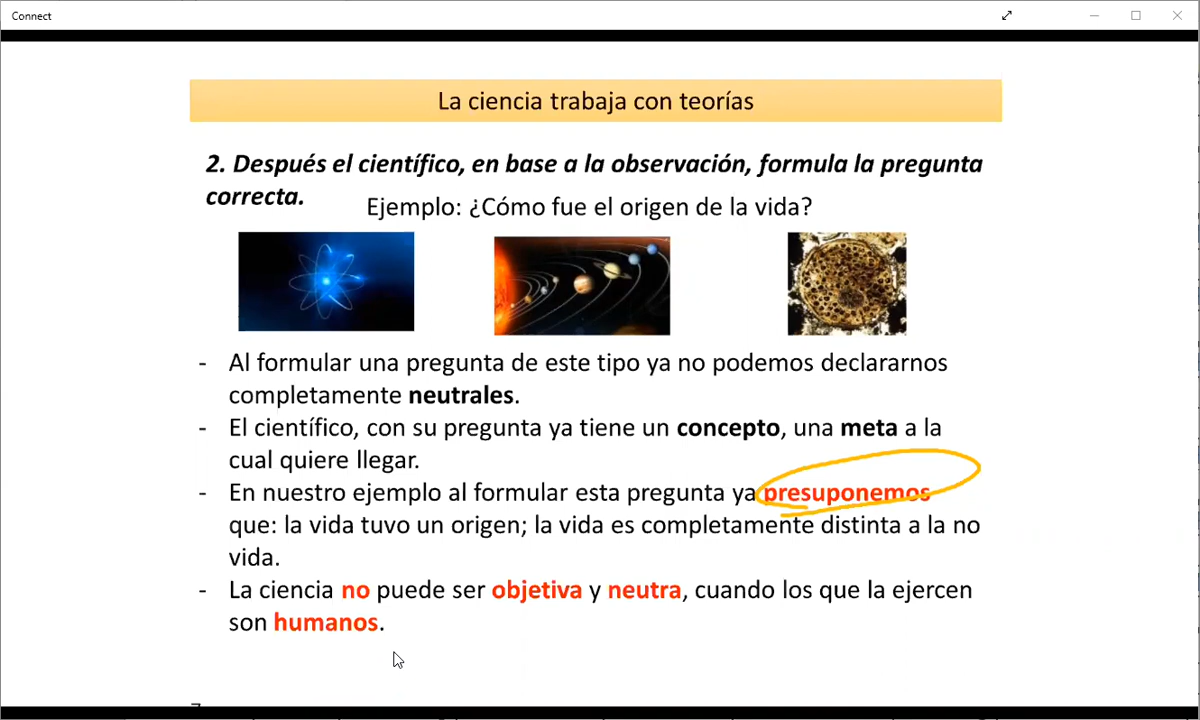 Connect
La ciencia trabaja con teorías
2. Después el científico, en base a la observación, formula la pregunta
correcta.
Ejemplo: ¿Cómo fue el origen de la vida?
- Al formular una pregunta de este tipo ya no podemos declararnos
completamente neutrales.
- El científico, con su pregunta ya tiene un concepto, una meta a la
cual quiere llegar.
- En nuestro ejemplo al formular esta pregunta ya presuponemos
que: la vida tuvo un origen; la vida es completamente distinta a la no
vida.
- La ciencia no puede ser objetiva y neutra, cuando los que la ejercen
son humanos.